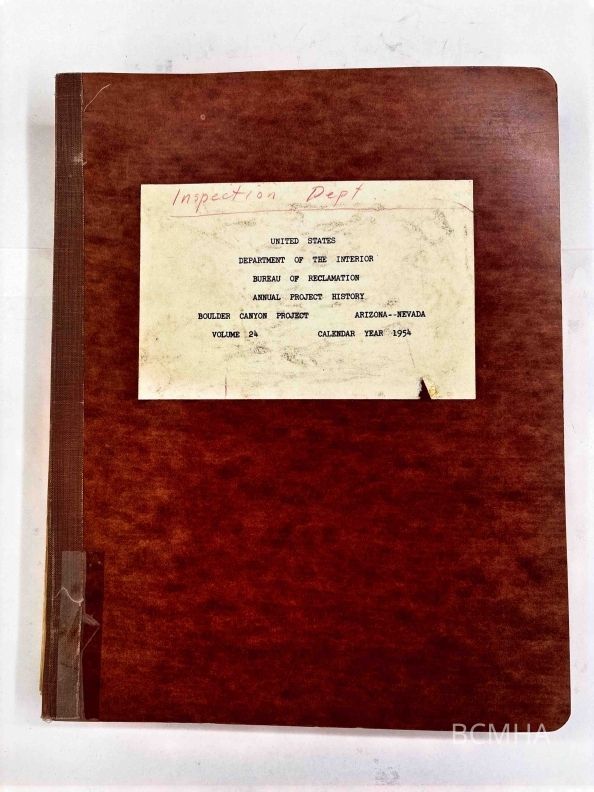 Inspection Dept
UNITED STATES
DEPARTMENT OF THE INTERIOR
BUREAU OF RECLAMATION
ANNUAL PROJECT HISTORY
BOULDER CANYON PROJECT ARIZONA--NEVADA
VOLUME 24 CALENDAR YEAR 1954
BCMHA